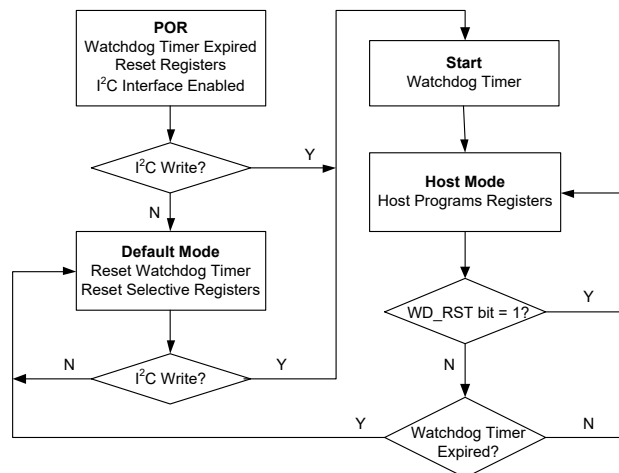 POR
Watchdog Timer Expired
Reset Registers
I²C Interface Enabled
I²C Write?
Y
N
Default Mode
Reset Watchdog Timer
Reset Selective Registers
I²C Write?
N
Y
Start
Watchdog Timer
Host Mode
Host Programs Registers
WD_RST bit = 1?
Y
N
Watchdog Timer
Expired?
Y
N